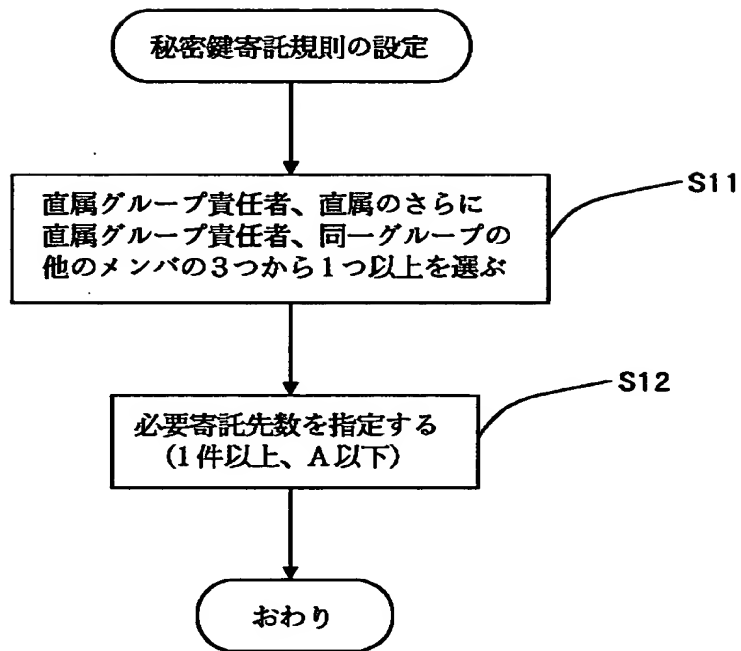 秘密鍵寄託規則の設定
直属グループ責任者、直属のさらに
直属グループ責任者、同一グループの
他のメンバの3つから1つ以上を選ぶ
S11
必要寄託先数を指定する
(1件以上、A以下)
S12
おわり